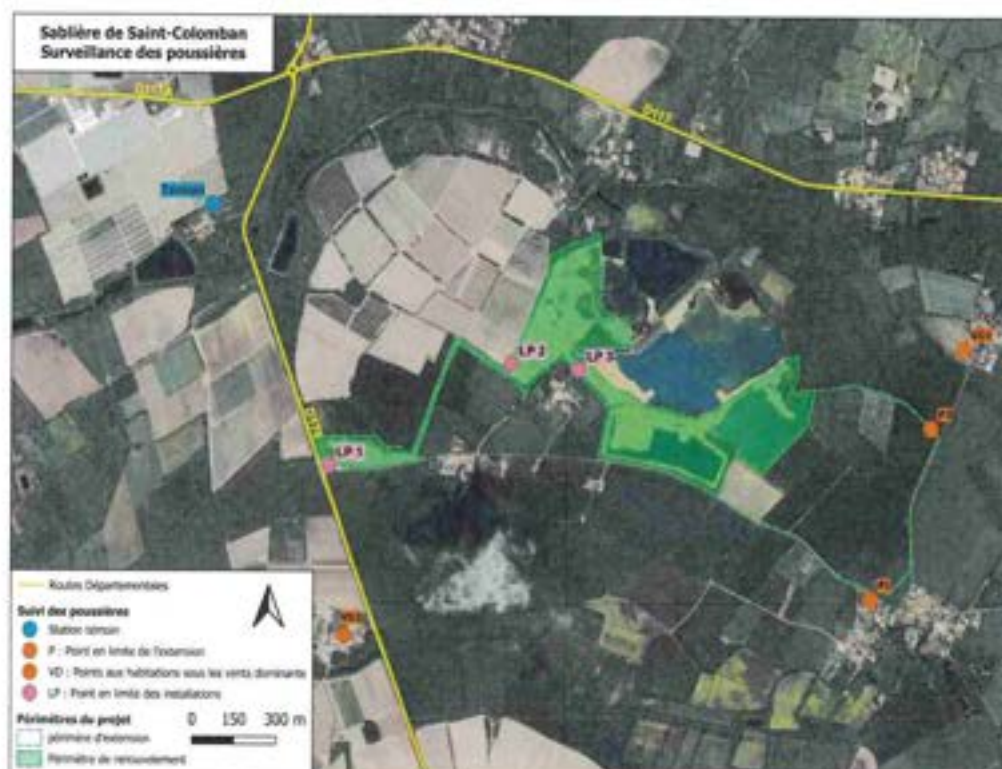 Sablière de Saint-Colomban
Surveillance des poussières
D117
Témoin
LP 2
LP 3
LP 1
P2
P1
Routes Départementales
Suivi des poussières
Station témoin
P : Point en limite de l'extension
VD : Points aux habitations sous les vents dominants
LP : Point en limite des installations
Périmètres du projet
0 150 300 m
périmètre d'extension
Périmètre de renouvellement